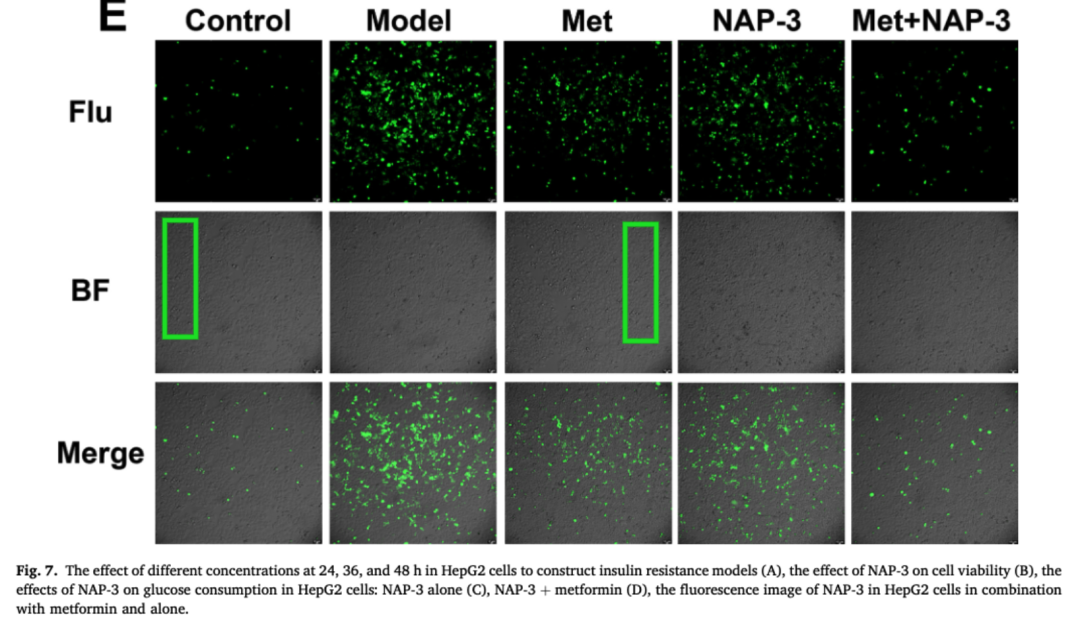 E
Control Model Met NAP-3 Met+NAP-3
Flu
BF
Merge
Fig. 7. The effect of different concentrations at 24, 36, and 48 h in HepG2 cells to construct insulin resistance models (A), the effect of NAP-3 on cell viability (B), the
effects of NAP-3 on glucose consumption in HepG2 cells: NAP-3 alone (C), NAP-3 + metformin (D), the fluorescence image of NAP-3 in HepG2 cells in combination
with metformin and alone.